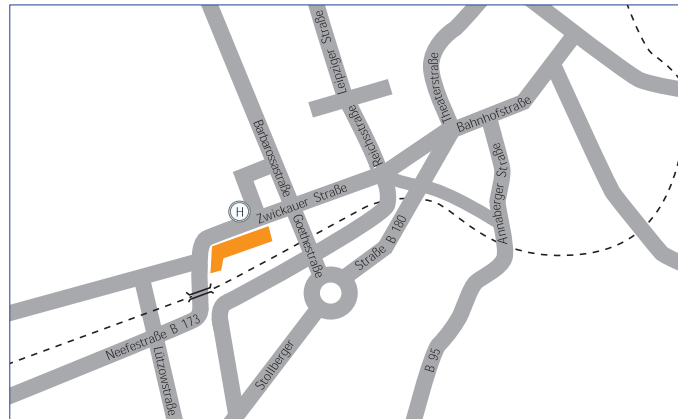 Leipziger Straße
Theaterstraße
Reichsstraße
Bahnhofstraße
Barbarossastraße
Annaberger Straße
Zwickauer Straße
H
Goethestraße
Straße B 180
Stollberger
Neefestraße B 173
Lützowstraße
B 95